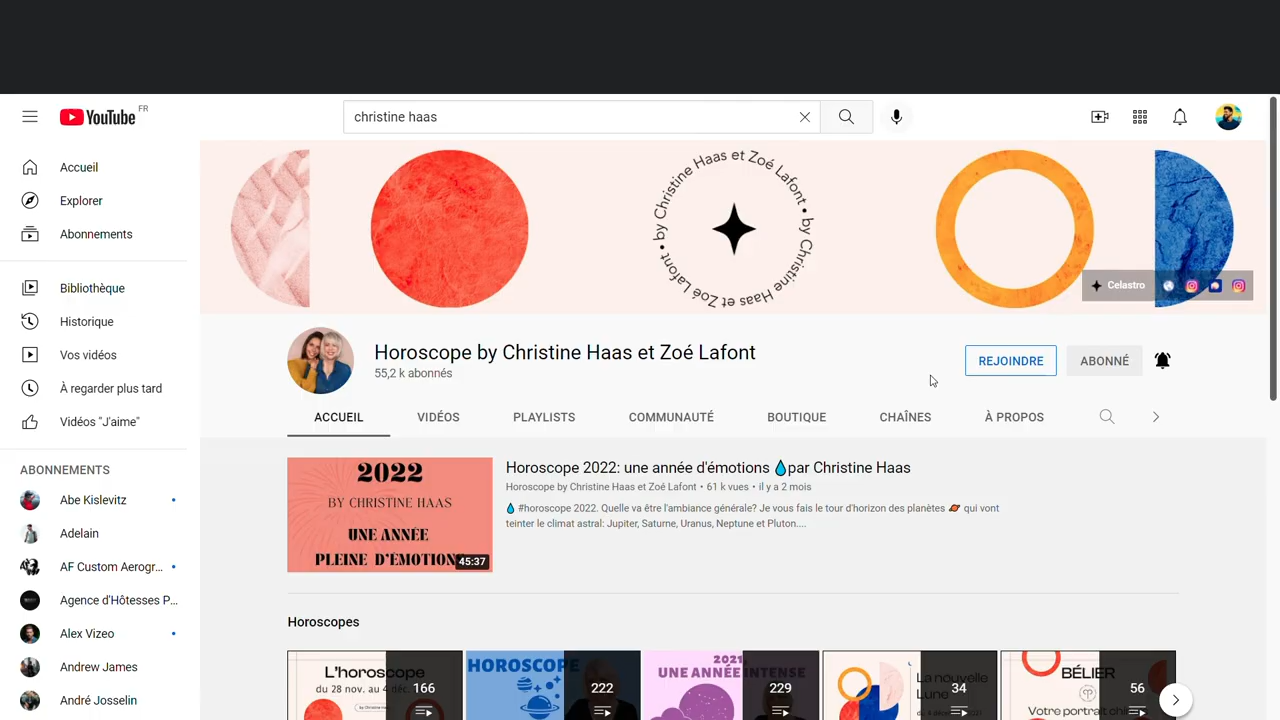 YouTube FR
christine haas
Accueil
Explorer
Abonnements
Bibliothèque
Historique
Vos vidéos
À regarder plus tard
Vidéos "J'aime"
ABONNEMENTS
Abe Kislevitz
Adelain
AF Custom Aerogr...
Agence d'Hôtesses P...
Alex Vizeo
Andrew James
André Josselin
by Christine Haas et Zoé Lafont • by Christine Haas et Zoé Lafont •
Celastro
Horoscope by Christine Haas et Zoé Lafont
55,2 k abonnés
REJOINDRE
ABONNÉ
ACCUEIL VIDÉOS PLAYLISTS COMMUNAUTÉ BOUTIQUE CHAÎNES À PROPOS
2022
BY CHRISTINE HAAS
UNE ANNÉE
PLEINE D'ÉMOTION
45:37
Horoscope 2022: une année d'émotions 💧par Christine Haas
Horoscope by Christine Haas et Zoé Lafont • 61 k vues • il y a 2 mois
💧 #horoscope 2022. Quelle va être l'ambiance générale? Je vous fais le tour d'horizon des planètes 🪐 qui vont
teinter le climat astral: Jupiter, Saturne, Uranus, Neptune et Pluton....
Horoscopes
L'horoscope
du 28 nov. au 4 déc.
166
HOROSCOPE
222
2021,
UNE ANNÉE INTENSE
229
La nouvelle
Lune
34
BÉLIER
Votre portrait
56